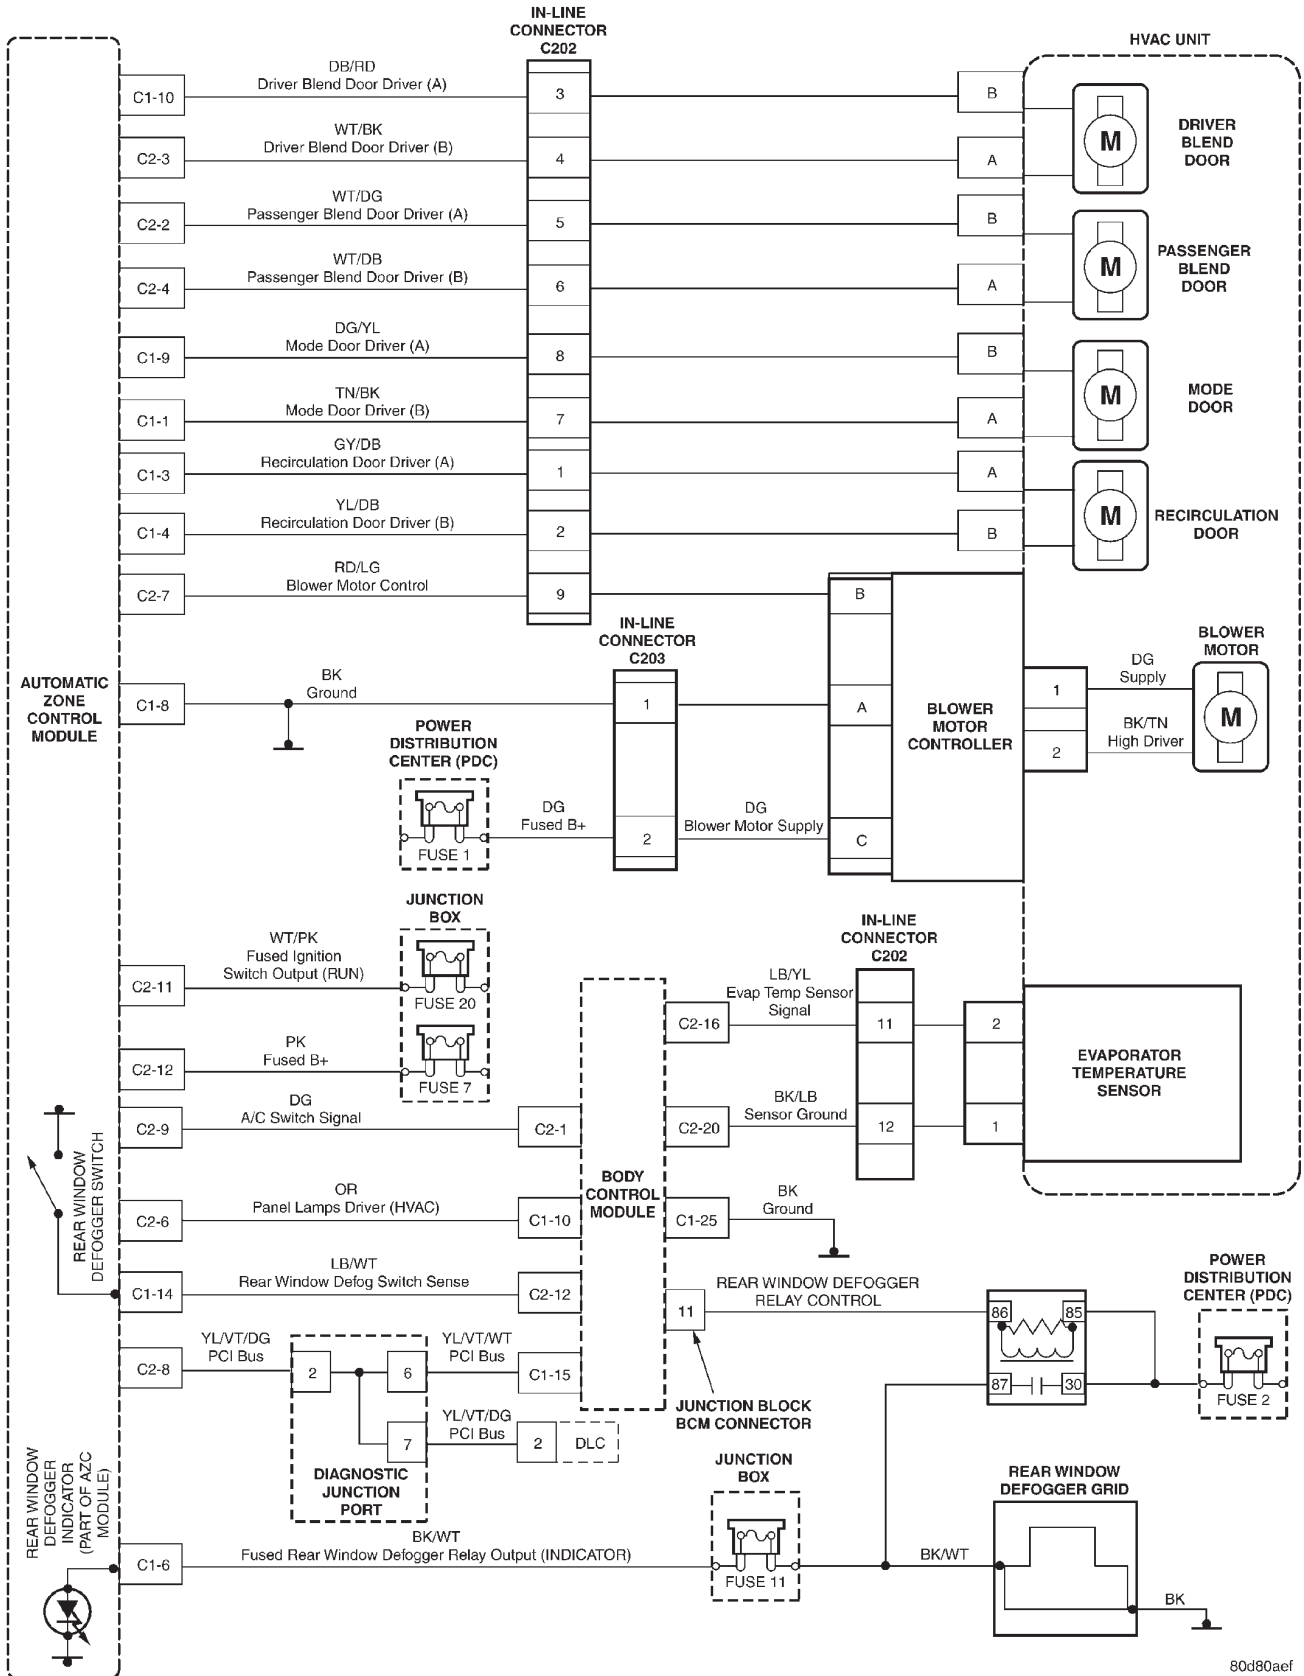 IN-LINE
CONNECTOR
C202
HVAC UNIT
C1-10
DB/RD
Driver Blend Door Driver (A)
3
B
C2-3
WT/BK
Driver Blend Door Driver (B)
4
A
M
DRIVER
BLEND
DOOR
C2-2
WT/DG
Passenger Blend Door Driver (A)
5
B
C2-4
WT/DB
Passenger Blend Door Driver (B)
6
A
M
PASSENGER
BLEND
DOOR
C1-9
DG/YL
Mode Door Driver (A)
8
B
C1-1
TN/BK
Mode Door Driver (B)
7
A
M
MODE
DOOR
C1-3
GY/DB
Recirculation Door Driver (A)
1
A
C1-4
YL/DB
Recirculation Door Driver (B)
2
B
M
RECIRCULATION
DOOR
C2-7
RD/LG
Blower Motor Control
9
B
AUTOMATIC
ZONE
CONTROL
MODULE
C1-8
BK
Ground
IN-LINE
CONNECTOR
C203
1
A
BLOWER
MOTOR
CONTROLLER
1
DG
Supply
2
BK/TN
High Driver
BLOWER
MOTOR
M
POWER
DISTRIBUTION
CENTER (PDC)
FUSE 1
DG
Fused B+
2
DG
Blower Motor Supply
C
JUNCTION
BOX
C2-11
WT/PK
Fused Ignition
Switch Output (RUN)
FUSE 20
C2-12
PK
Fused B+
FUSE 7
IN-LINE
CONNECTOR
C202
C2-16
LB/YL
Evap Temp Sensor
Signal
11
2
C2-20
BK/LB
Sensor Ground
12
1
EVAPORATOR
TEMPERATURE
SENSOR
C2-9
DG
A/C Switch Signal
C2-1
BODY
CONTROL
MODULE
REAR WINDOW
DEFOGGER SWITCH
C2-6
OR
Panel Lamps Driver (HVAC)
C1-10
C1-25
BK
Ground
C1-14
LB/WT
Rear Window Defog Switch Sense
C2-12
11
REAR WINDOW DEFOGGER
RELAY CONTROL
86
85
87
30
POWER
DISTRIBUTION
CENTER (PDC)
FUSE 2
C2-8
YL/VT/DG
PCI Bus
2
6
YL/VT/WT
PCI Bus
C1-15
JUNCTION BLOCK
BCM CONNECTOR
7
YL/VT/DG
PCI Bus
2
DLC
DIAGNOSTIC
JUNCTION
PORT
REAR WINDOW
DEFOGGER
INDICATOR
(PART OF AZC
MODULE)
C1-6
BK/WT
Fused Rear Window Defogger Relay Output (INDICATOR)
JUNCTION
BOX
FUSE 11
BK/WT
REAR WINDOW
DEFOGGER GRID
BK
80d80aef